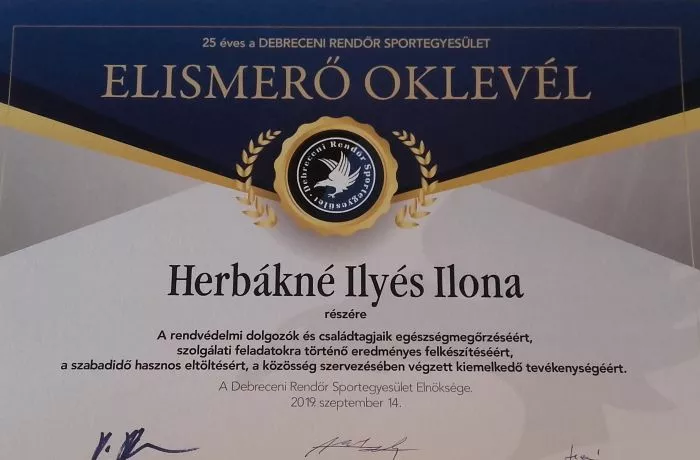 25 éves a DEBRECENI RENDŐR SPORTEGYESÜLET
ELISMERŐ OKLEVÉL
Debreceni Rendőr Sportegyesület
Herbákné Ilyés Ilona
részére
A rendvédelmi dolgozók és családtagjaik egészségmegőrzéséért,
szolgálati feladatokra történő eredményes felkészítéséért,
a szabadidő hasznos eltöltésért, a közösség szervezésében végzett kiemelkedő tevékenységéért.
A Debreceni Rendőr Sportegyesület Elnöksége.
2019. szeptember 14.